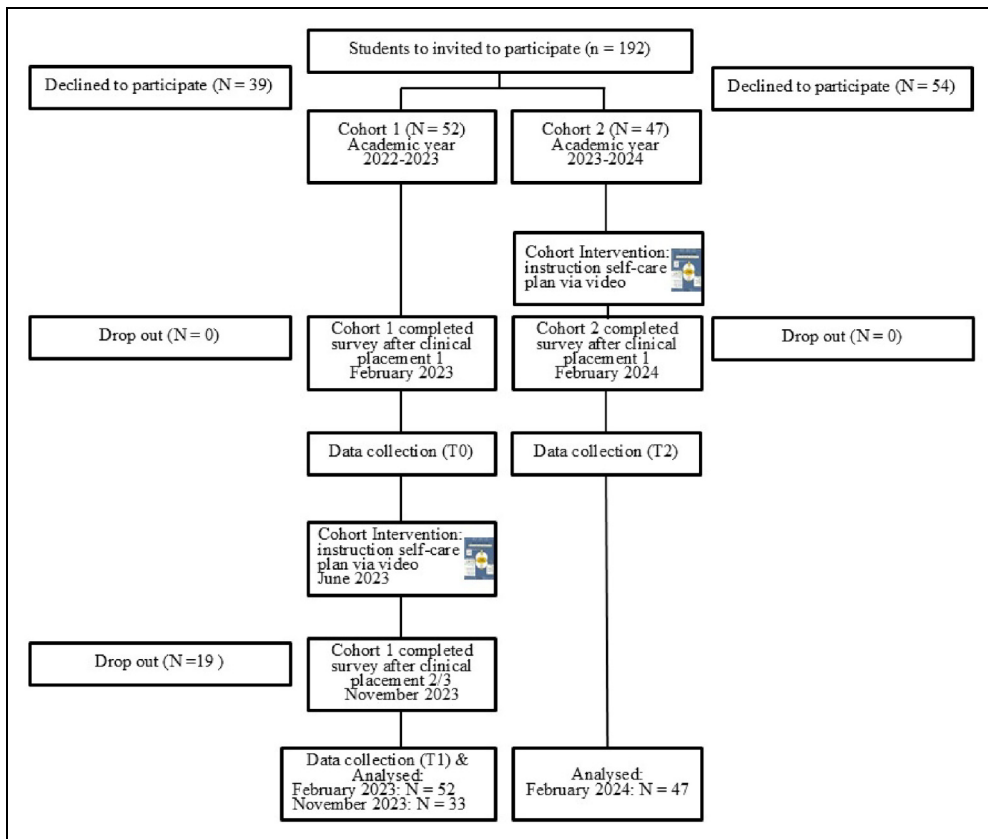 Students to invited to participate (n = 192)
Declined to participate (N = 39)
Declined to participate (N = 54)
Cohort 1 (N = 52)
Academic year
2022-2023
Cohort 2 (N = 47)
Academic year
2023-2024
Cohort Intervention:
instruction self-care
plan via video
Drop out (N = 0)
Cohort 1 completed
survey after clinical
placement 1
February 2023
Cohort 2 completed
survey after clinical
placement 1
February 2024
Drop out (N = 0)
Data collection (T0)
Data collection (T2)
Cohort Intervention:
instruction self-care
plan via video
June 2023
Drop out (N =19 )
Cohort 1 completed
survey after clinical
placement 2/3
November 2023
Data collection (T1) &
Analysed:
February 2023: N = 52
November 2023: N = 33
Analysed:
February 2024: N = 47